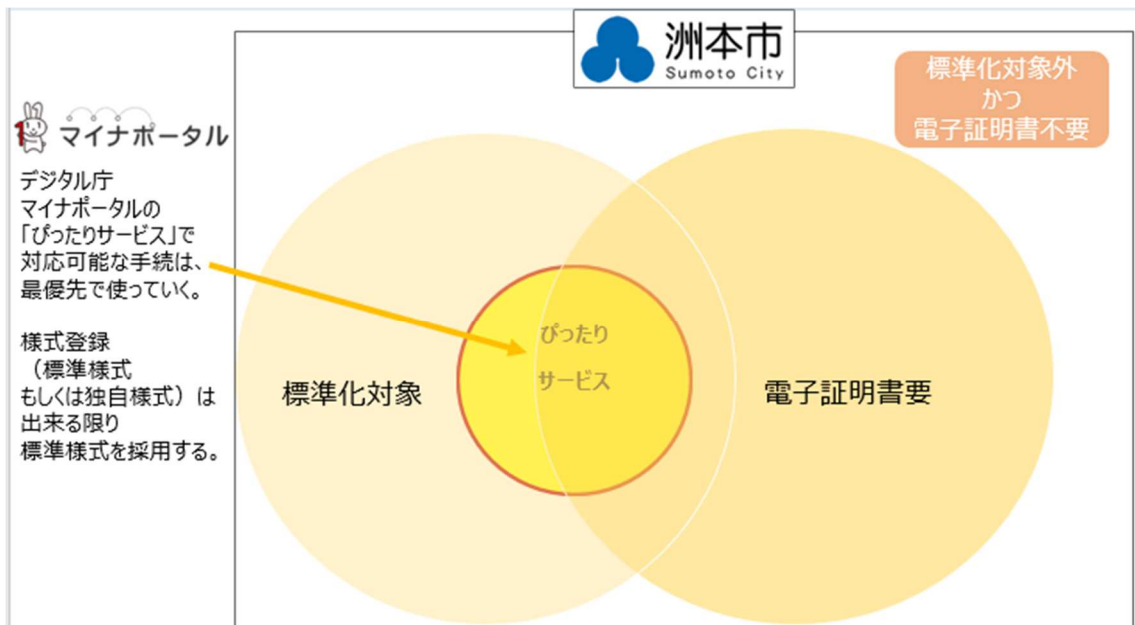 洲本市
Sumoto City
標準化対象外
かつ
電子証明書不要
マイナポータル
デジタル庁
マイナポータルの
「ぴったりサービス」で
対応可能な手続は、
最優先で使っていく。
様式登録
（標準様式
もしくは独自様式）は
出来る限り
標準様式を採用する。
標準化対象
ぴったり
サービス
電子証明書要